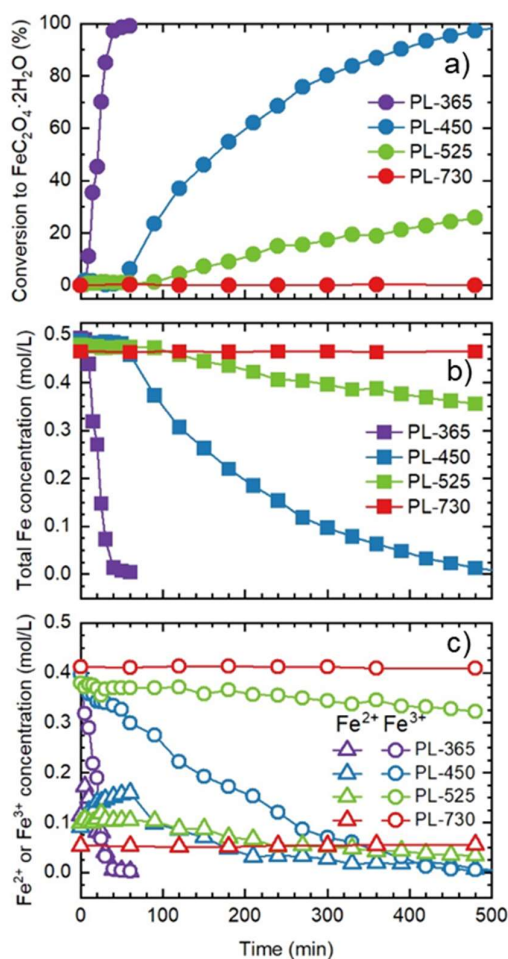 a)
Conversion to FeC₂O₄·2H₂O (%)
100
80
60
40
20
0
PL-365
PL-450
PL-525
PL-730
b)
Total Fe concentration (mol/L)
0.5
0.4
0.3
0.2
0.1
0.0
PL-365
PL-450
PL-525
PL-730
c)
Fe²⁺ or Fe³⁺ concentration (mol/L)
0.5
0.4
0.3
0.2
0.1
0.0
Fe²⁺ Fe³⁺
PL-365
PL-450
PL-525
PL-730
0 100 200 300 400 500
Time (min)